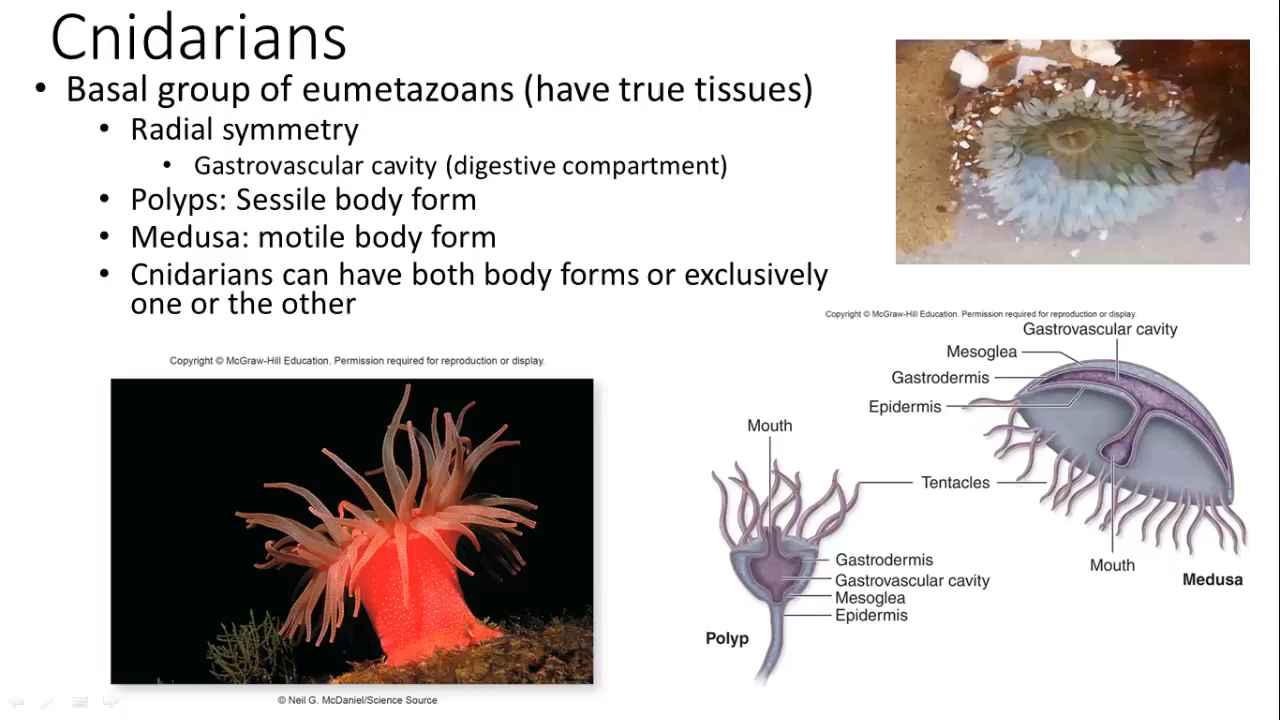 Cnidarians
• Basal group of eumetazoans (have true tissues)
• Radial symmetry
• Gastrovascular cavity (digestive compartment)
• Polyps: Sessile body form
• Medusa: motile body form
• Cnidarians can have both body forms or exclusively
one or the other
Copyright © McGraw-Hill Education. Permission required for reproduction or display.
© Neil G. McDaniel/Science Source
Copyright © McGraw-Hill Education. Permission required for reproduction or display.
Gastrovascular cavity
Mesoglea
Gastrodermis
Epidermis
Mouth
Tentacles
Gastrodermis
Gastrovascular cavity
Mesoglea
Epidermis
Polyp
Mouth
Medusa